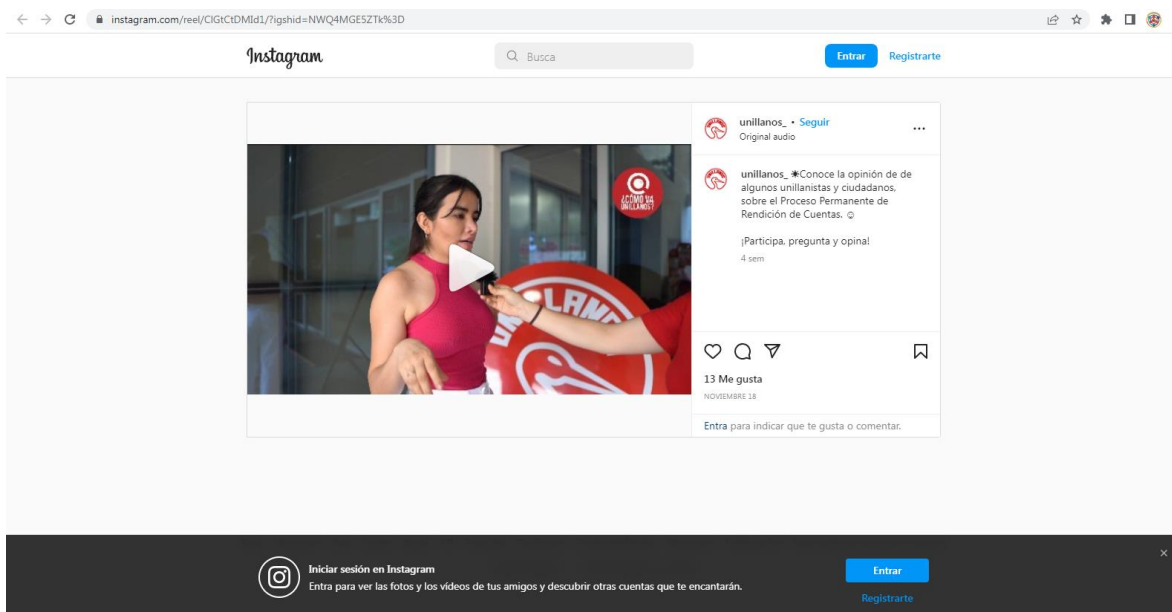 instagram.com/reel/ClGtCtDMId1/?igshid=NWQ4MGE5ZTk%3D
Instagram
Busca
Entrar
Registrarte
unillanos_ • Seguir
Original audio
unillanos_ ☀Conoce la opinión de de
algunos unillanistas y ciudadanos,
sobre el Proceso Permanente de
Rendición de Cuentas. ☺
¡Participa, pregunta y opina!
4 sem
¿CÓMO VA
UNILLANOS?
UNILLANO
13 Me gusta
NOVIEMBRE 18
Entra para indicar que te gusta o comentar.
Iniciar sesión en Instagram
Entra para ver las fotos y los vídeos de tus amigos y descubrir otras cuentas que te encantarán.
Entrar
Registrarte